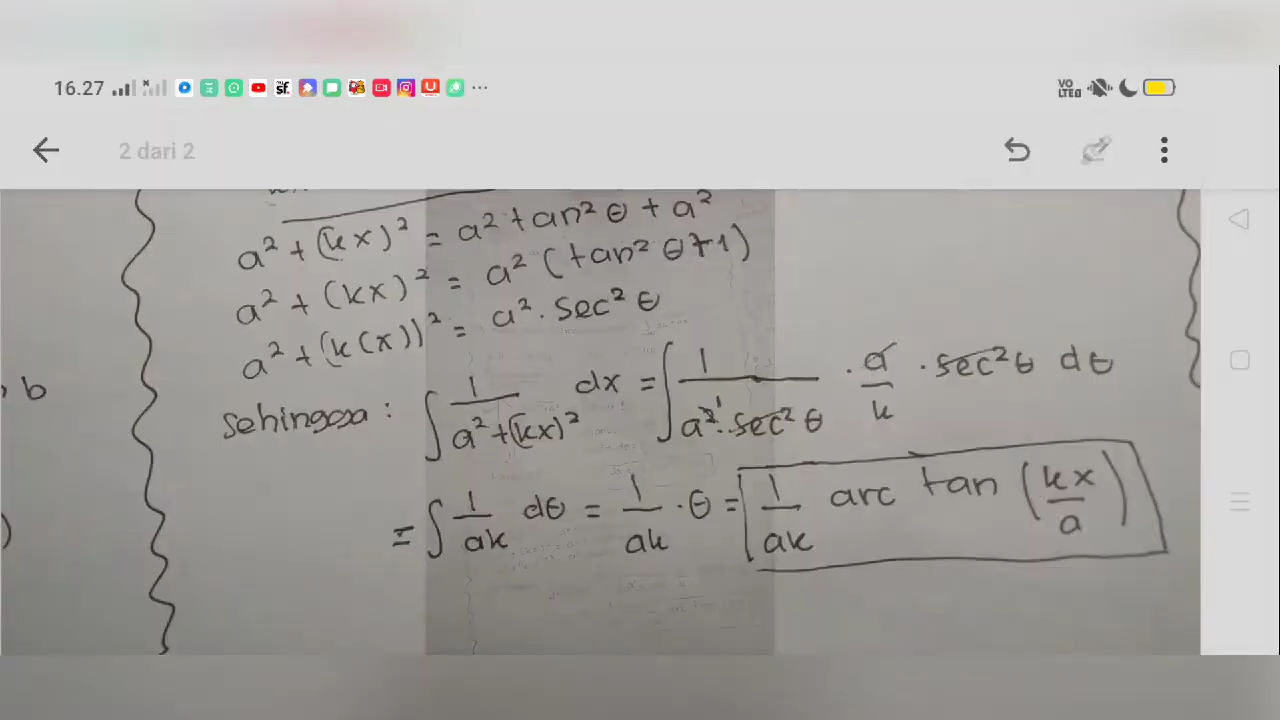 16.27
VO LTE
2 dari 2
a² + (kx)² = a² tan² θ + a²
a² + (kx)² = a² (tan² θ + 1)
a² + (k(x))² = a² · sec² θ
, b
sehingga : ∫ 1/(a² + (kx)²) dx = ∫ 1/(a² · sec² θ) · a/k · sec² θ dθ
)
= ∫ 1/ak dθ = 1/ak · θ = 1/ak arc tan (kx/a)